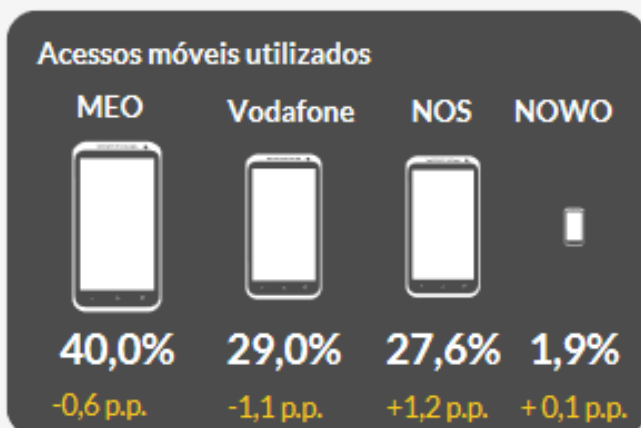 Acessos móveis utilizados
MEO Vodafone NOS NOWO
40,0% 29,0% 27,6% 1,9%
-0,6 p.p. -1,1 p.p. +1,2 p.p. + 0,1 p.p.